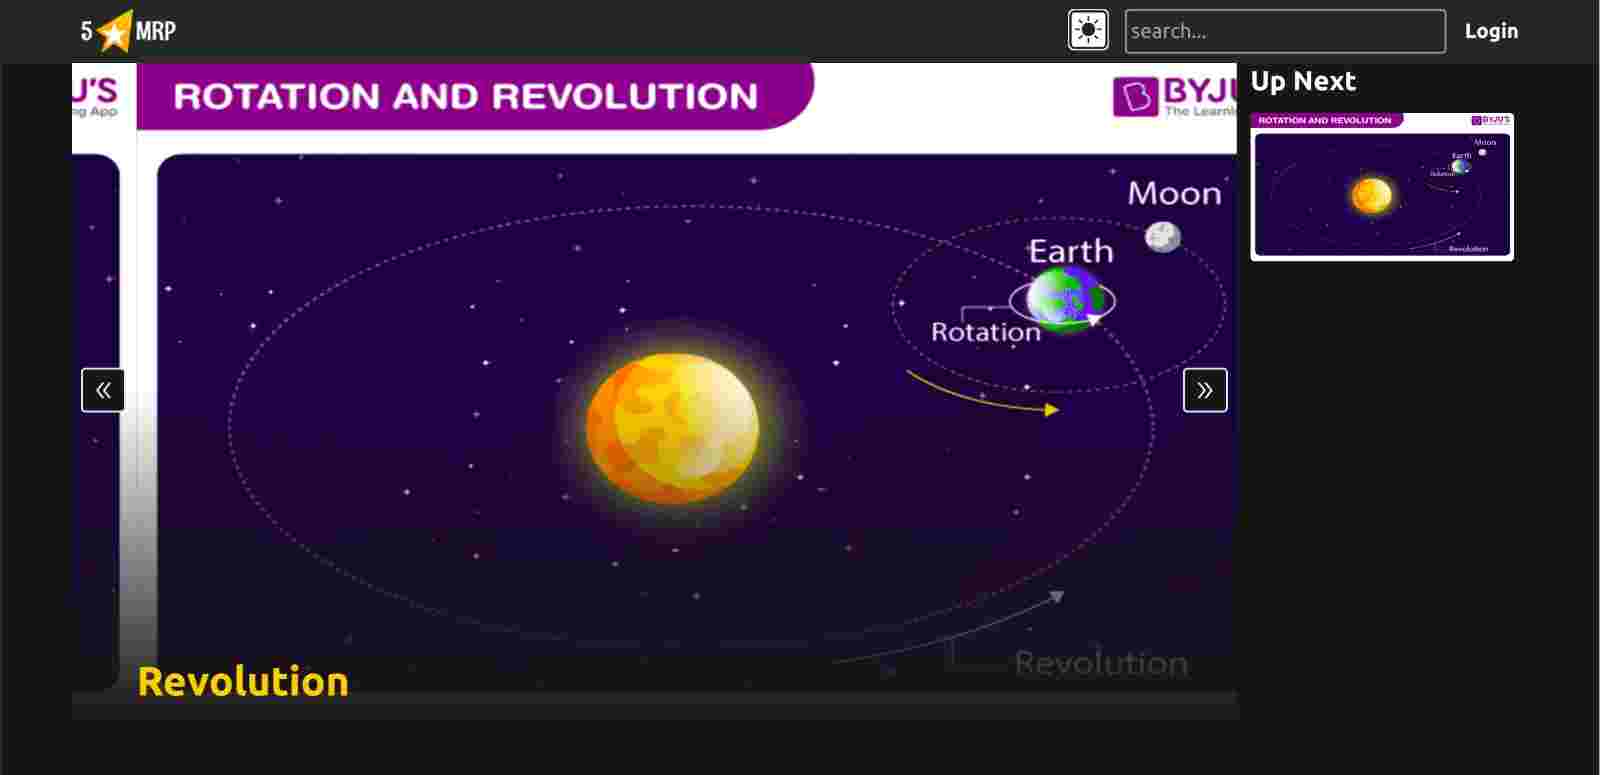 5 MRP
search...
Login
U'S
ng App
ROTATION AND REVOLUTION
BYJU
The Learni
Up Next
ROTATION AND REVOLUTION
BYJU'S
Moon
Earth
Rotation
Revolution
Moon
Earth
Rotation
Revolution
Revolution